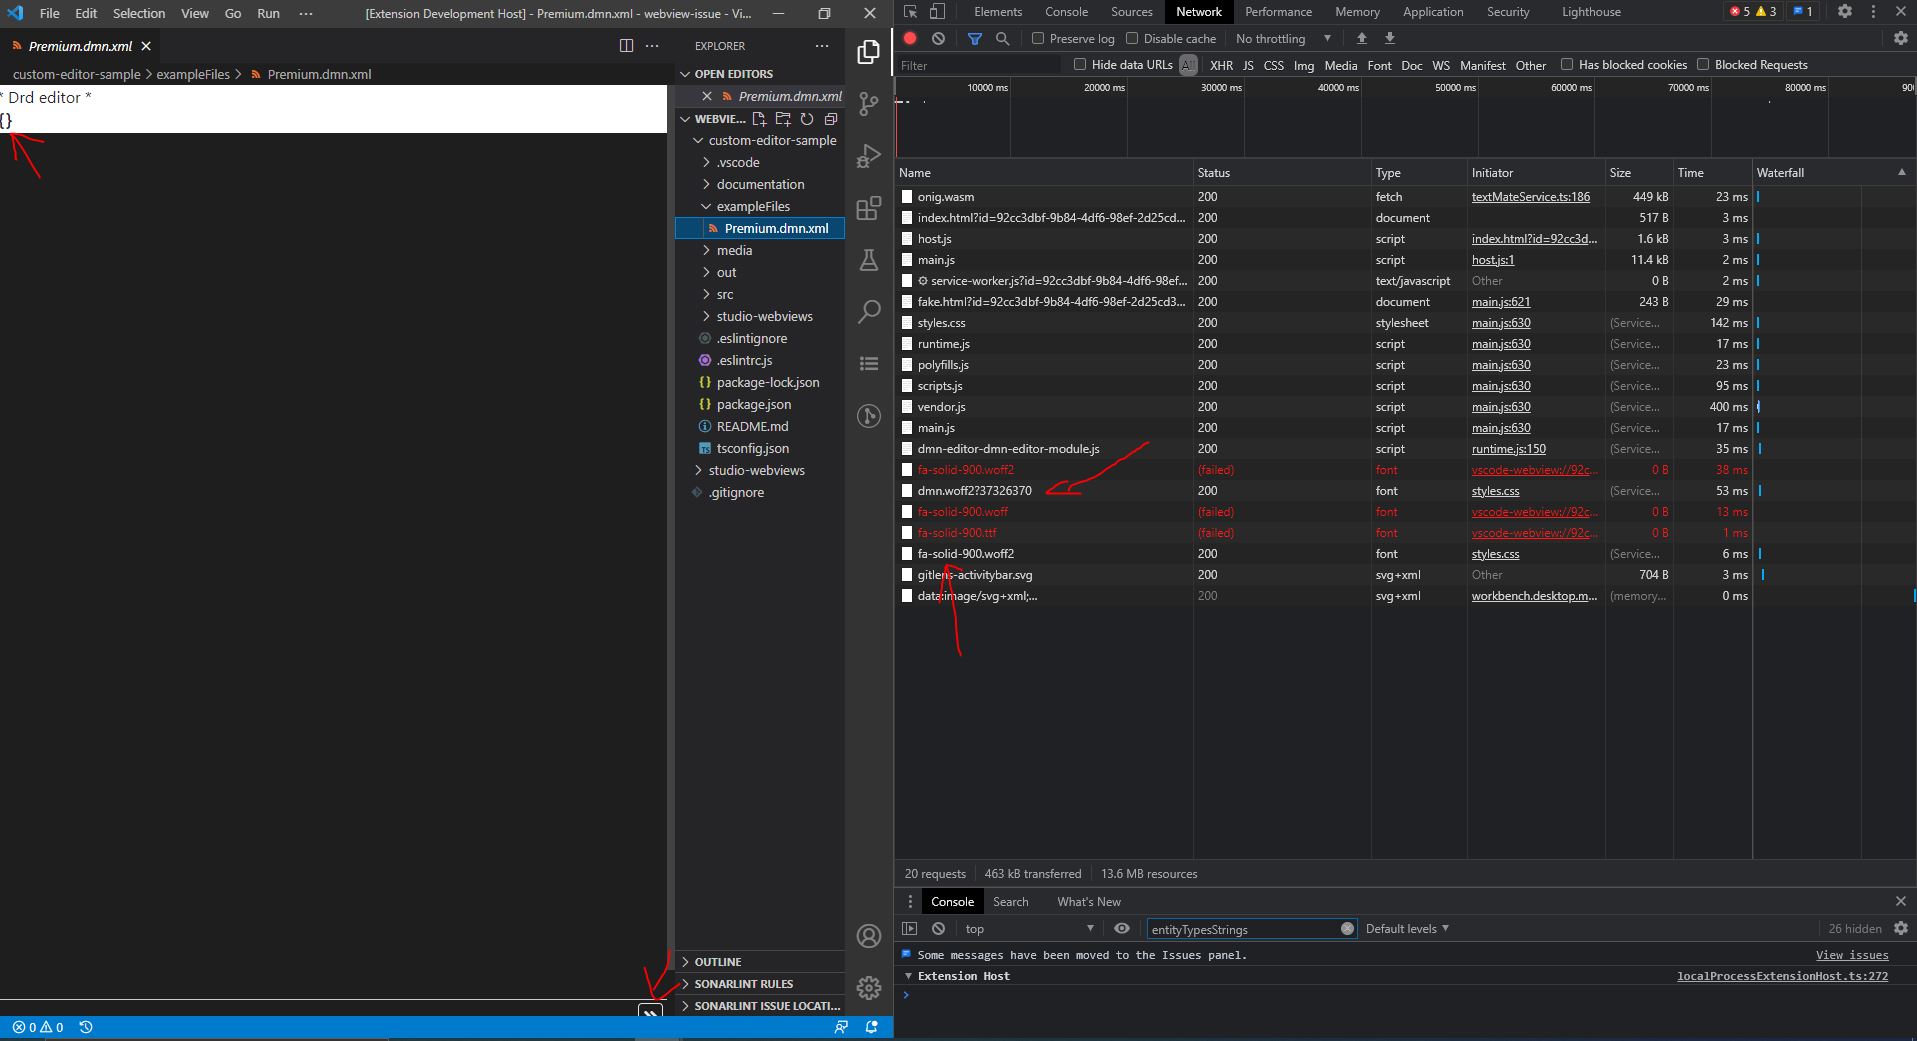 File Edit Selection View Go Run ··· [Extension Development Host] - Premium.dmn.xml - webview-issue - Vi...
Premium.dmn.xml
custom-editor-sample > exampleFiles > Premium.dmn.xml
* Drd editor *
{}
EXPLORER ···
OPEN EDITORS
Premium.dmn.xml
WEBVIE...
custom-editor-sample
.vscode
documentation
exampleFiles
Premium.dmn.xml
media
out
src
studio-webviews
.eslintignore
.eslintrc.js
package-lock.json
package.json
README.md
tsconfig.json
studio-webviews
.gitignore
OUTLINE
SONARLINT RULES
SONARLINT ISSUE LOCATI...
0 0
Elements Console Sources Network Performance Memory Application Security Lighthouse 5 3 1
Preserve log Disable cache No throttling
Filter Hide data URLs All XHR JS CSS Img Media Font Doc WS Manifest Other Has blocked cookies Blocked Requests
10000 ms 20000 ms 30000 ms 40000 ms 50000 ms 60000 ms 70000 ms 80000 ms 90
Name Status Type Initiator Size Time Waterfall
onig.wasm 200 fetch textMateService.ts:186 449 kB 23 ms
index.html?id=92cc3dbf-9b84-4df6-98ef-2d25cd... 200 document 517 B 3 ms
host.js 200 script index.html?id=92cc3d... 1.6 kB 3 ms
main.js 200 script host.js:1 11.4 kB 2 ms
service-worker.js?id=92cc3dbf-9b84-4df6-98ef... 200 text/javascript Other 0 B 2 ms
fake.html?id=92cc3dbf-9b84-4df6-98ef-2d25cd3... 200 document main.js:621 243 B 29 ms
styles.css 200 stylesheet main.js:630 (Service... 142 ms
runtime.js 200 script main.js:630 (Service... 17 ms
polyfills.js 200 script main.js:630 (Service... 23 ms
scripts.js 200 script main.js:630 (Service... 95 ms
vendor.js 200 script main.js:630 (Service... 400 ms
main.js 200 script main.js:630 (Service... 17 ms
dmn-editor-dmn-editor-module.js 200 script runtime.js:150 (Service... 35 ms
fa-solid-900.woff2 (failed) font vscode-webview://92c... 0 B 38 ms
dmn.woff2?37326370 200 font styles.css (Service... 53 ms
fa-solid-900.woff (failed) font vscode-webview://92c... 0 B 13 ms
fa-solid-900.ttf (failed) font vscode-webview://92c... 0 B 1 ms
fa-solid-900.woff2 200 font styles.css (Service... 6 ms
gitlens-activitybar.svg 200 svg+xml Other 704 B 3 ms
data:image/svg+xml;... 200 svg+xml workbench.desktop.m... (memory... 0 ms
20 requests 463 kB transferred 13.6 MB resources
Console Search What's New
top entityTypesStrings Default levels 26 hidden
Some messages have been moved to the Issues panel. View issues
Extension Host localProcessExtensionHost.ts:272